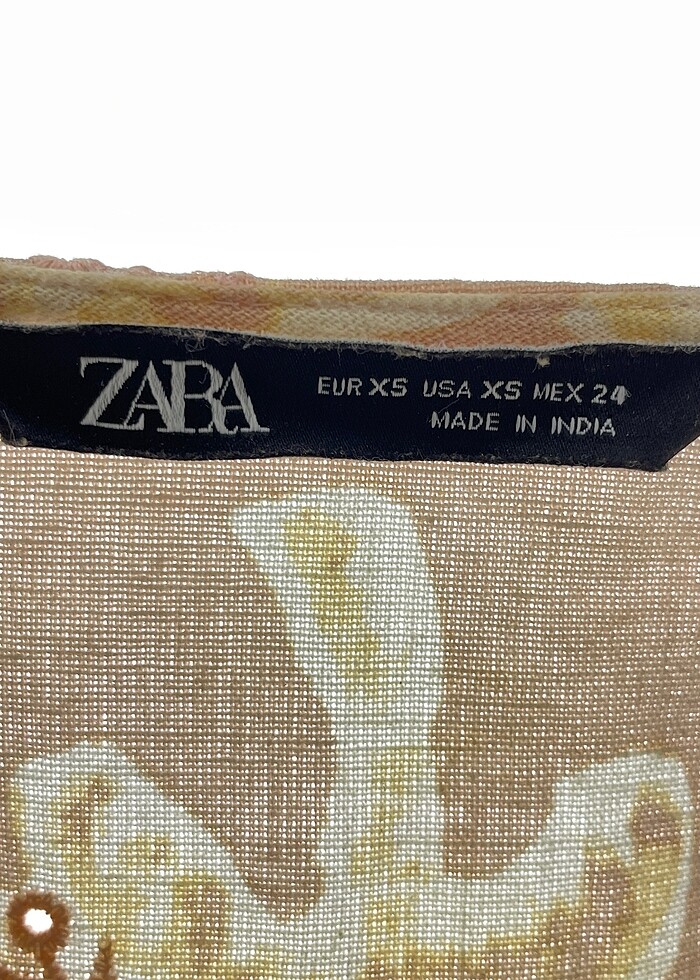 ZARA
EUR XS USA XS MEX 24
MADE IN INDIA